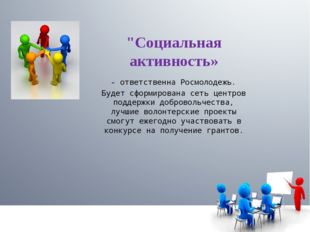 "Социальная
активность»
- ответственна Росмолодежь.
Будет сформирована сеть центров
поддержки добровольчества,
лучшие волонтерские проекты
смогут ежегодно участвовать в
конкурсе на получение грантов.